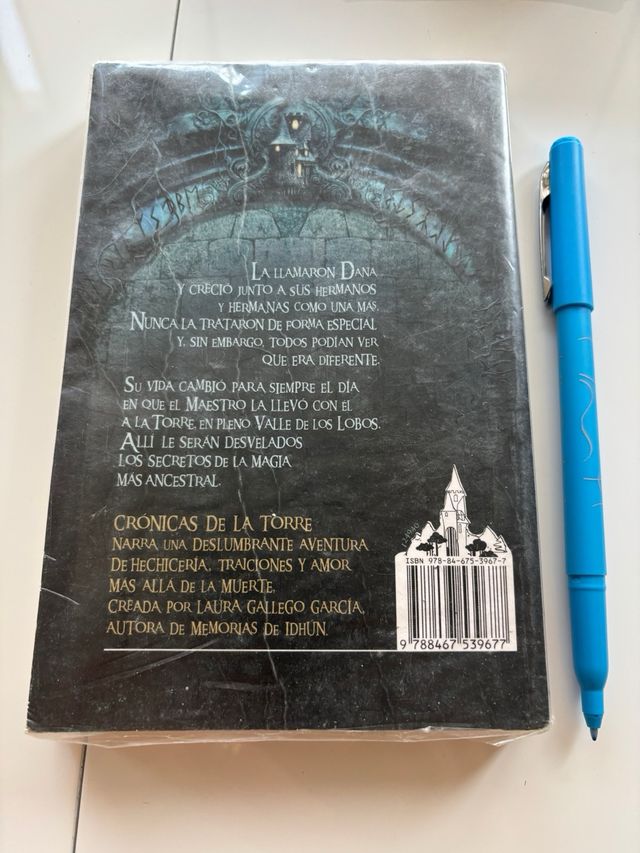 La llamaron Dana
y creció junto a sus hermanos
y hermanas como una más.
Nunca la trataron de forma especial
y, sin embargo, todos podían ver
que era diferente.
Su vida cambió para siempre el día
en que el Maestro la llevó con él
a la Torre, en pleno Valle de los Lobos.
Allí le serán desvelados
los secretos de la magia
más ancestral.
Crónicas de la Torre
narra una deslumbrante aventura
de hechicería, traiciones y amor
más allá de la muerte,
creada por Laura Gallego García,
autora de Memorias de Idhún.
ISBN 978-84-675-3967-7
9 788467 539677